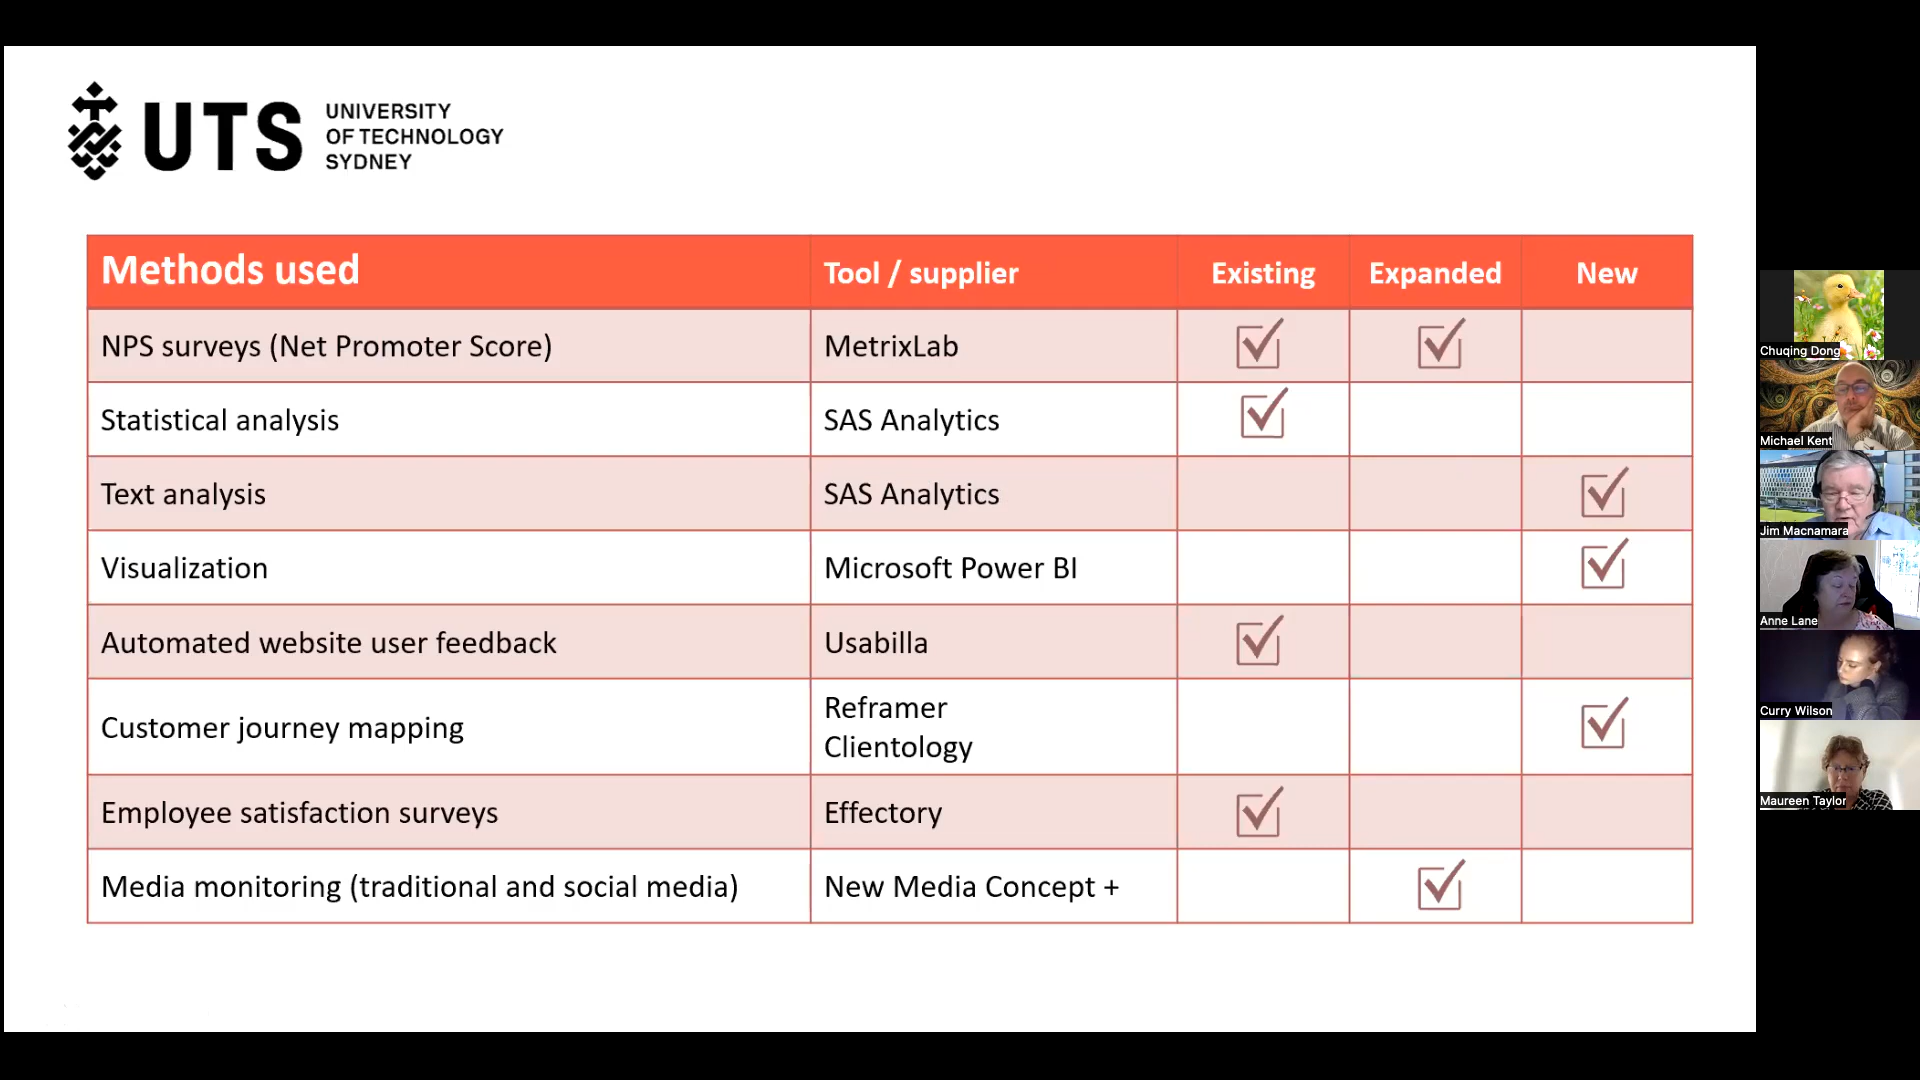 UTS
UNIVERSITY
OF TECHNOLOGY
SYDNEY
Methods used Tool / supplier Existing Expanded New
NPS surveys (Net Promoter Score) MetrixLab
Statistical analysis SAS Analytics
Text analysis SAS Analytics
Visualization Microsoft Power BI
Automated website user feedback Usabilla
Customer journey mapping Reframer
Clientology
Employee satisfaction surveys Effectory
Media monitoring (traditional and social media) New Media Concept +
Chuqing Dong
Michael Kent
Jim Macnamara
Anne Lane
Curry Wilson
Maureen Taylor